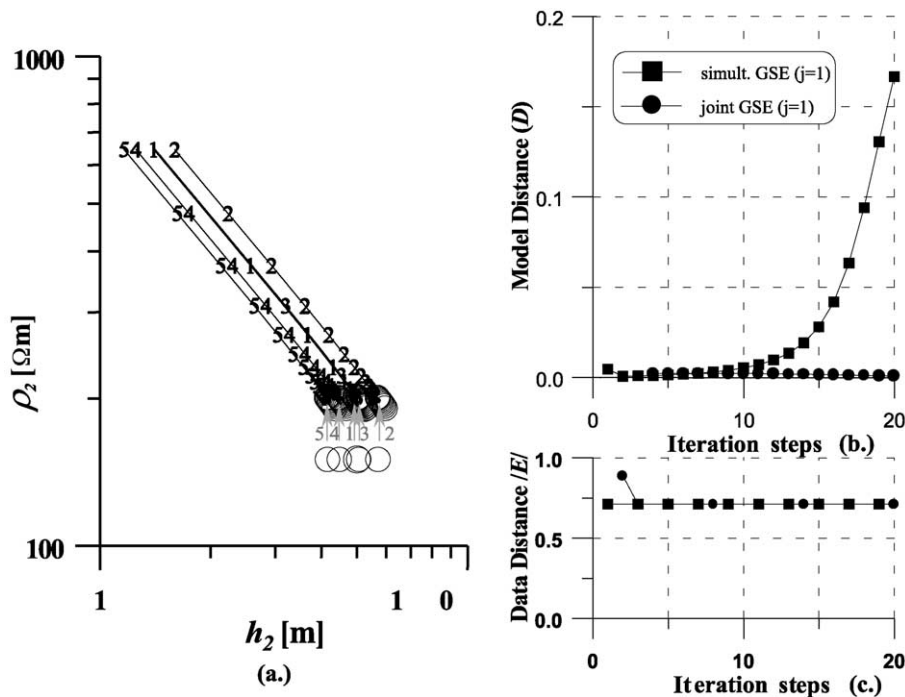 1000
54 1 2
54 2
54 1 2
54 3 2
54 1 2
ρ₂ [Ωm]
5 4 1 3 2
100
1 1 0
h₂ [m]
(a.)
0.2
simult. GSE (j=1)
joint GSE (j=1)
Model Distance (D)
0.1
0.0
0 10 20
Iteration steps (b.)
1.0
Data Distance /E/
0.5
0.0
0 10 20
Iteration steps (c.)